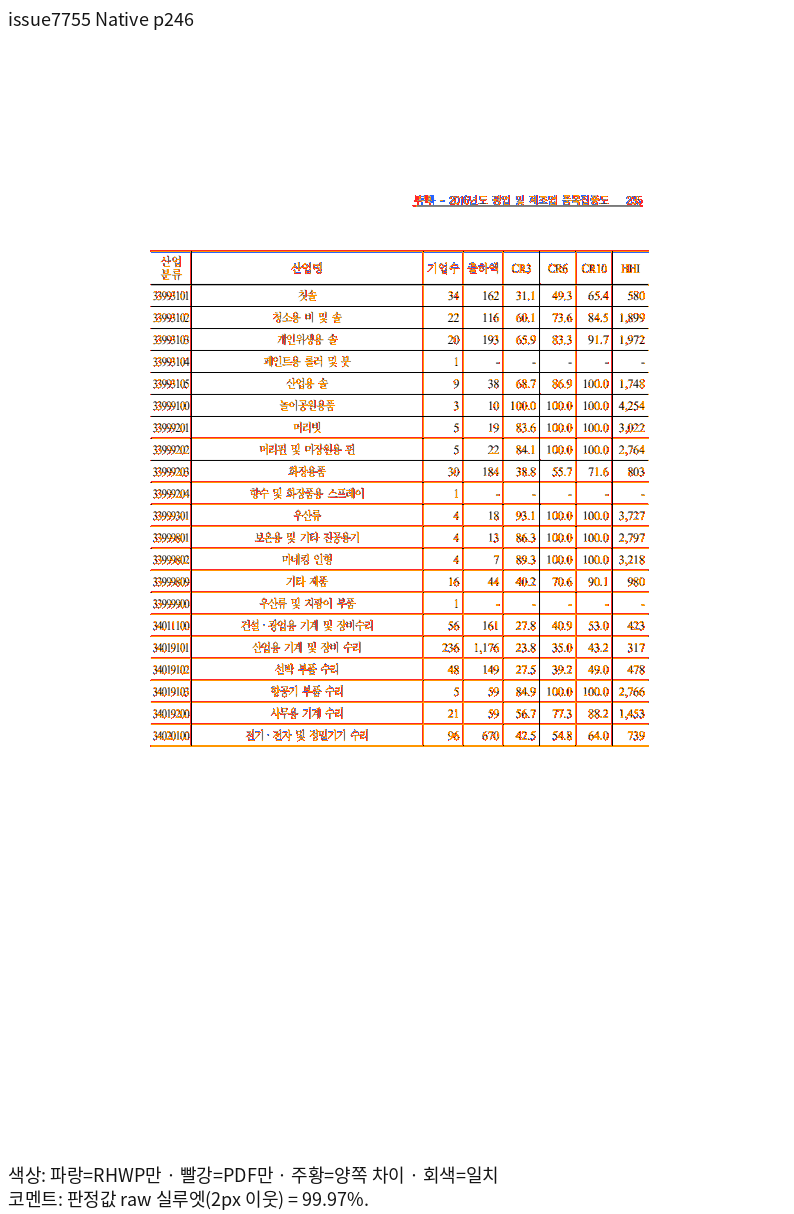 issue7755 Native p246
부록 - 2016년도 광업 및 제조업 품목집중도
산업 분류 산업명 기업수 출하액 CR3 CR6 CR10 HHI
33993101 칫솔 34 162 31.1 49.3 65.4 580
33993102 청소용 비 및 솔 22 116 60.1 73.6 84.5 1,899
33993103 개인위생용 솔 20 193 65.9 83.3 91.7 1,972
33993104 페인트용 롤러 및 붓 1 - - - - -
33993105 산업용 솔 9 38 68.7 86.9 100.0 1,748
33999100 놀이공원용품 3 10 100.0 100.0 100.0 4,254
33999201 머리빗 5 19 83.6 100.0 100.0 3,022
33999202 머리핀 및 미장원용 핀 5 22 84.1 100.0 100.0 2,764
33999203 화장용품 30 184 38.8 55.7 71.6 803
33999204 향수 및 화장품용 스프레이 1 - - - - -
33999301 우산류 4 18 93.1 100.0 100.0 3,727
33999801 보온용 및 기타 진공용기 4 13 86.3 100.0 100.0 2,797
33999802 마네킹 인형 4 7 89.3 100.0 100.0 3,218
33999809 기타 제품 16 44 40.2 70.6 90.1 980
33999900 우산류 및 지팡이 부품 1 - - - - -
34011100 건설·광업용 기계 및 장비수리 56 161 27.8 40.9 53.0 423
34019101 산업용 기계 및 장비 수리 236 1,176 23.8 35.0 43.2 317
34019102 선박 부품 수리 48 149 27.5 39.2 49.0 478
34019103 항공기 부품 수리 5 59 84.9 100.0 100.0 2,766
34019200 사무용 기계 수리 21 59 56.7 77.3 88.2 1,453
34020100 전기·전자 및 정밀기기 수리 96 670 42.5 54.8 64.0 739
색상: 파랑=RHWP만 · 빨강=PDF만 · 주황=양쪽 차이 · 회색=일치
코멘트: 판정값 raw 실루엣(2px 이웃) = 99.97%.